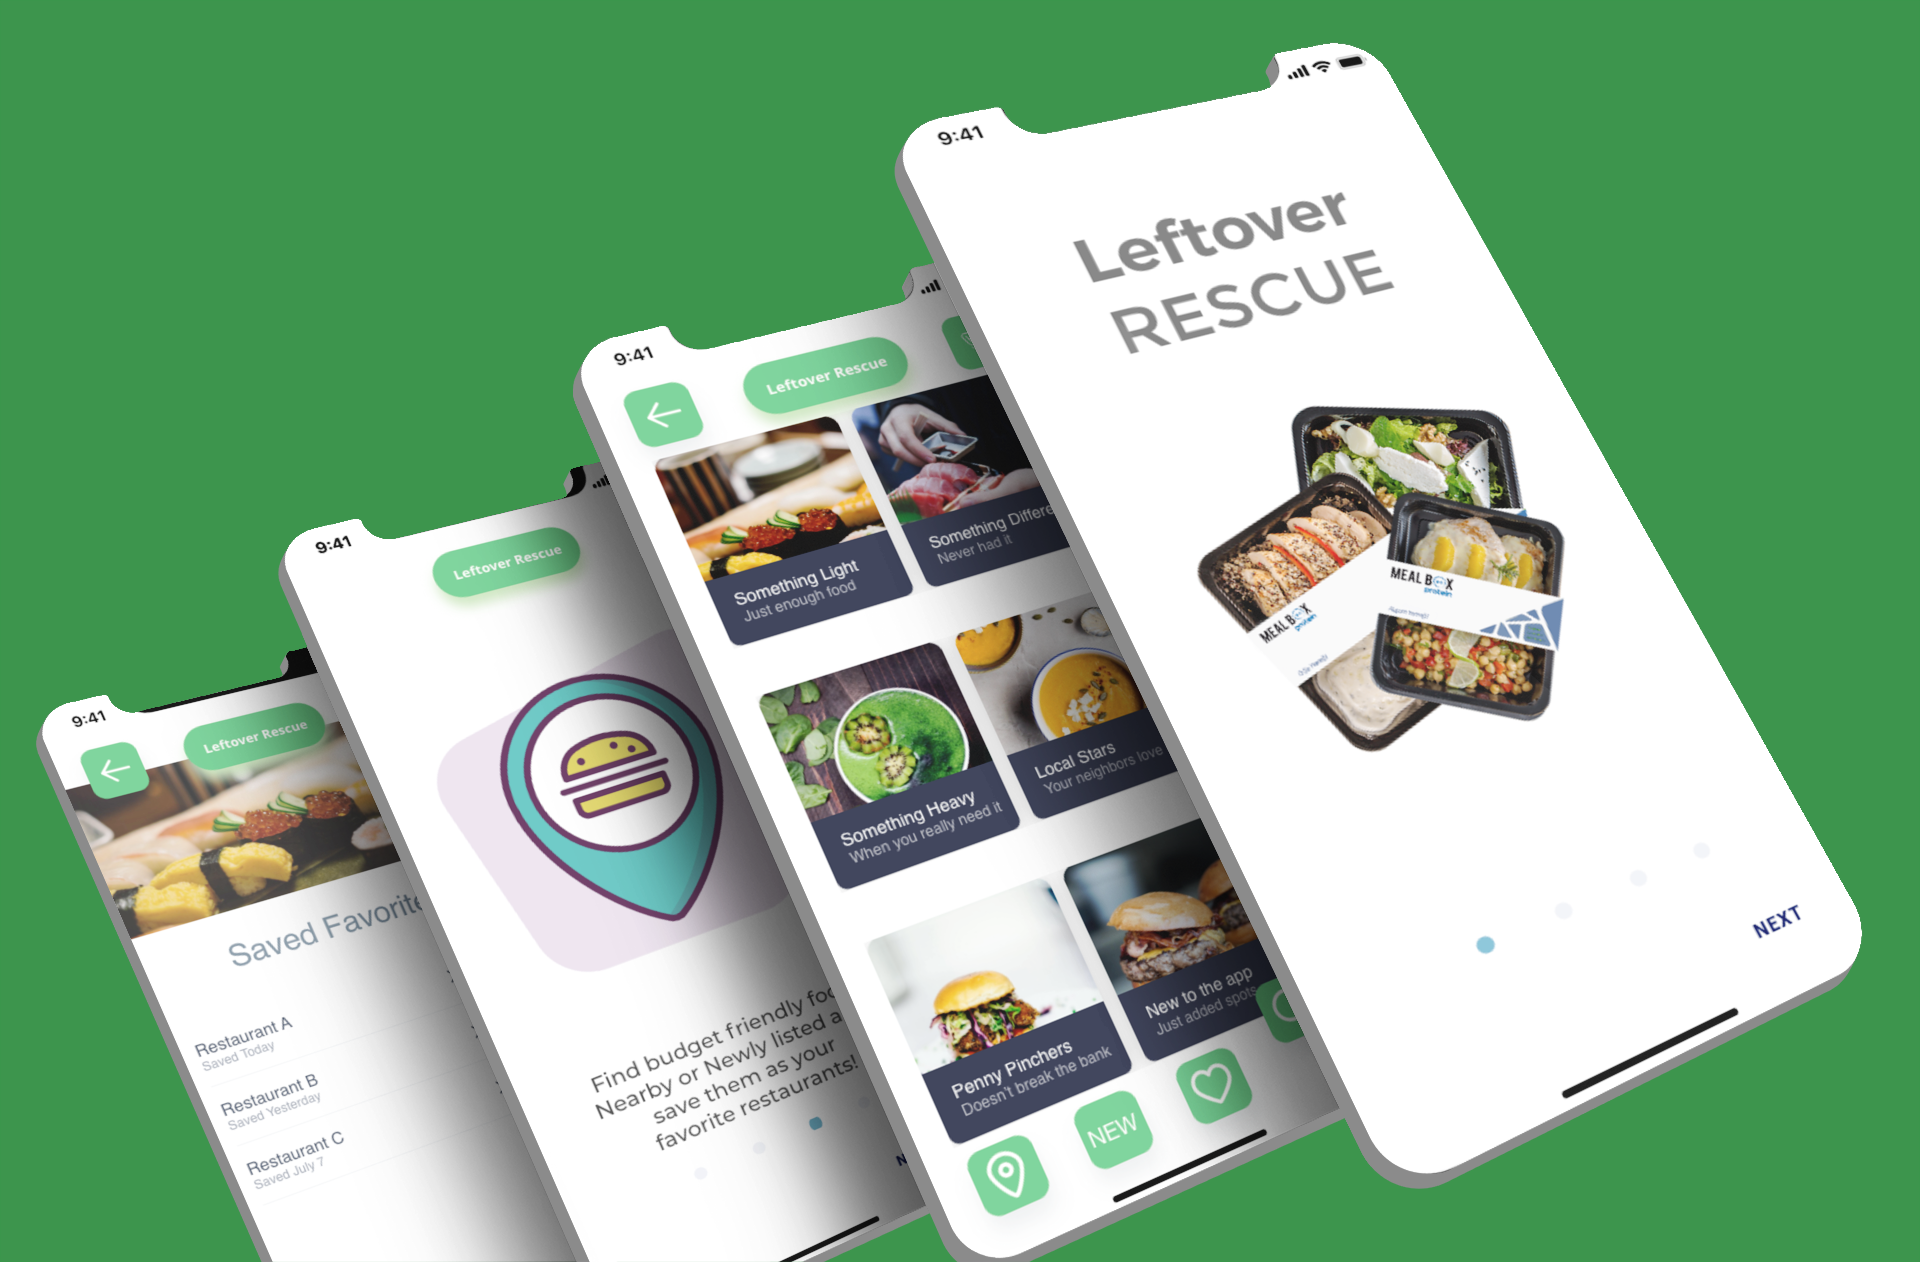 9:41
Leftover
RESCUE
MEAL BOX
protein
MEAL BOX
protein
NEXT
9:41
Leftover Rescue
Something Light
Just enough food
Never had it
Something Heavy
When you really need it
Local Stars
Your neighbors love
Penny Pinchers
Doesn't break the bank
New to the app
Just added spots
NEW
9:41
Leftover Rescue
Find budget friendly
Nearby or Newly listed
save them as your
favorite restaurants!
9:41
Leftover Rescue
Saved Favorite
Restaurant A
Saved Today
Restaurant B
Saved Yesterday
Restaurant C
Saved July 7